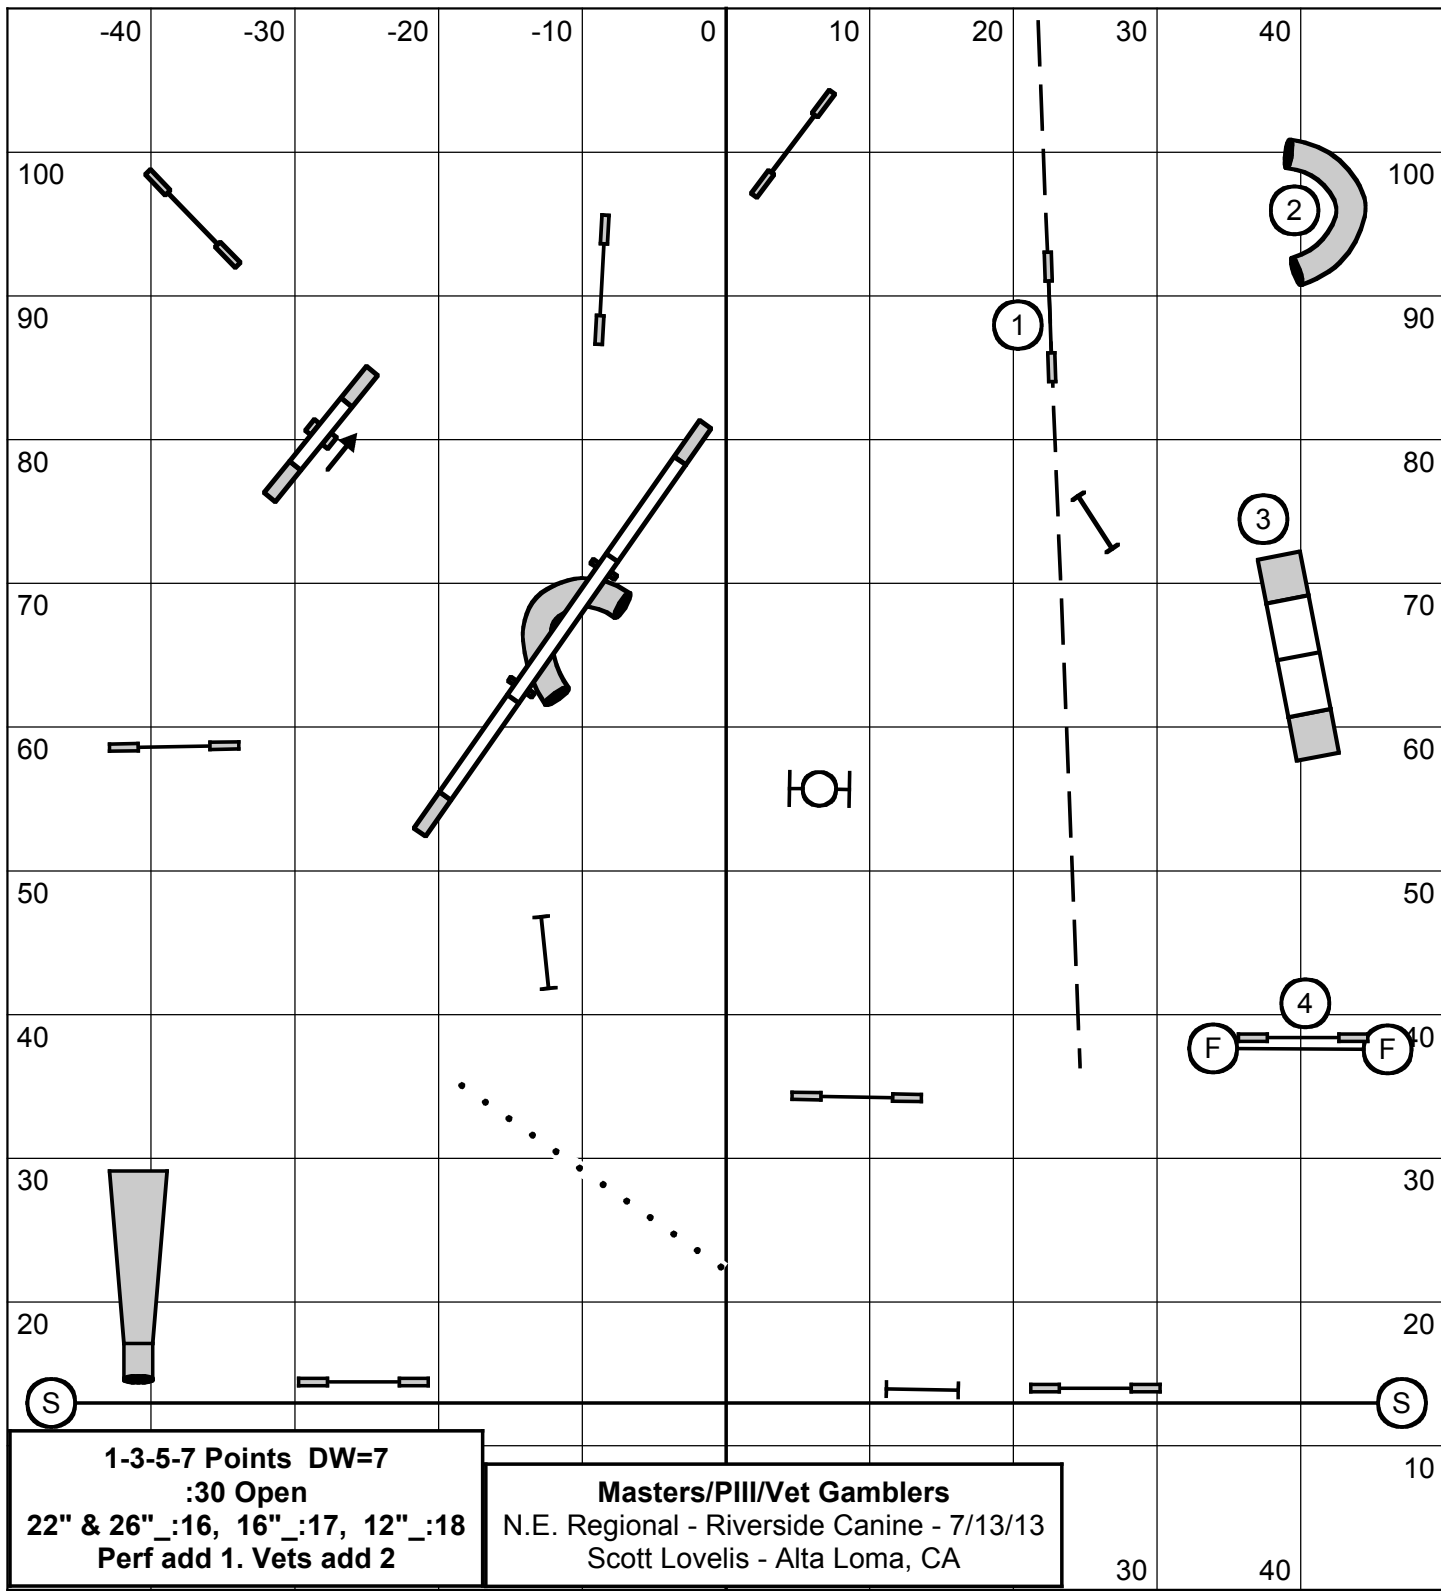 -40 -30 -20 -10 0 10 20 30 40
100 100
2
90 90
1
80 80
3
70 70
60 60
50 50
4
40 40
F F
30 30
20 20
S S
10
1-3-5-7 Points DW=7
:30 Open
22" & 26"_:16, 16"_:17, 12"_:18
Perf add 1. Vets add 2
Masters/PIII/Vet Gamblers
N.E. Regional - Riverside Canine - 7/13/13
Scott Lovelis - Alta Loma, CA
30 40